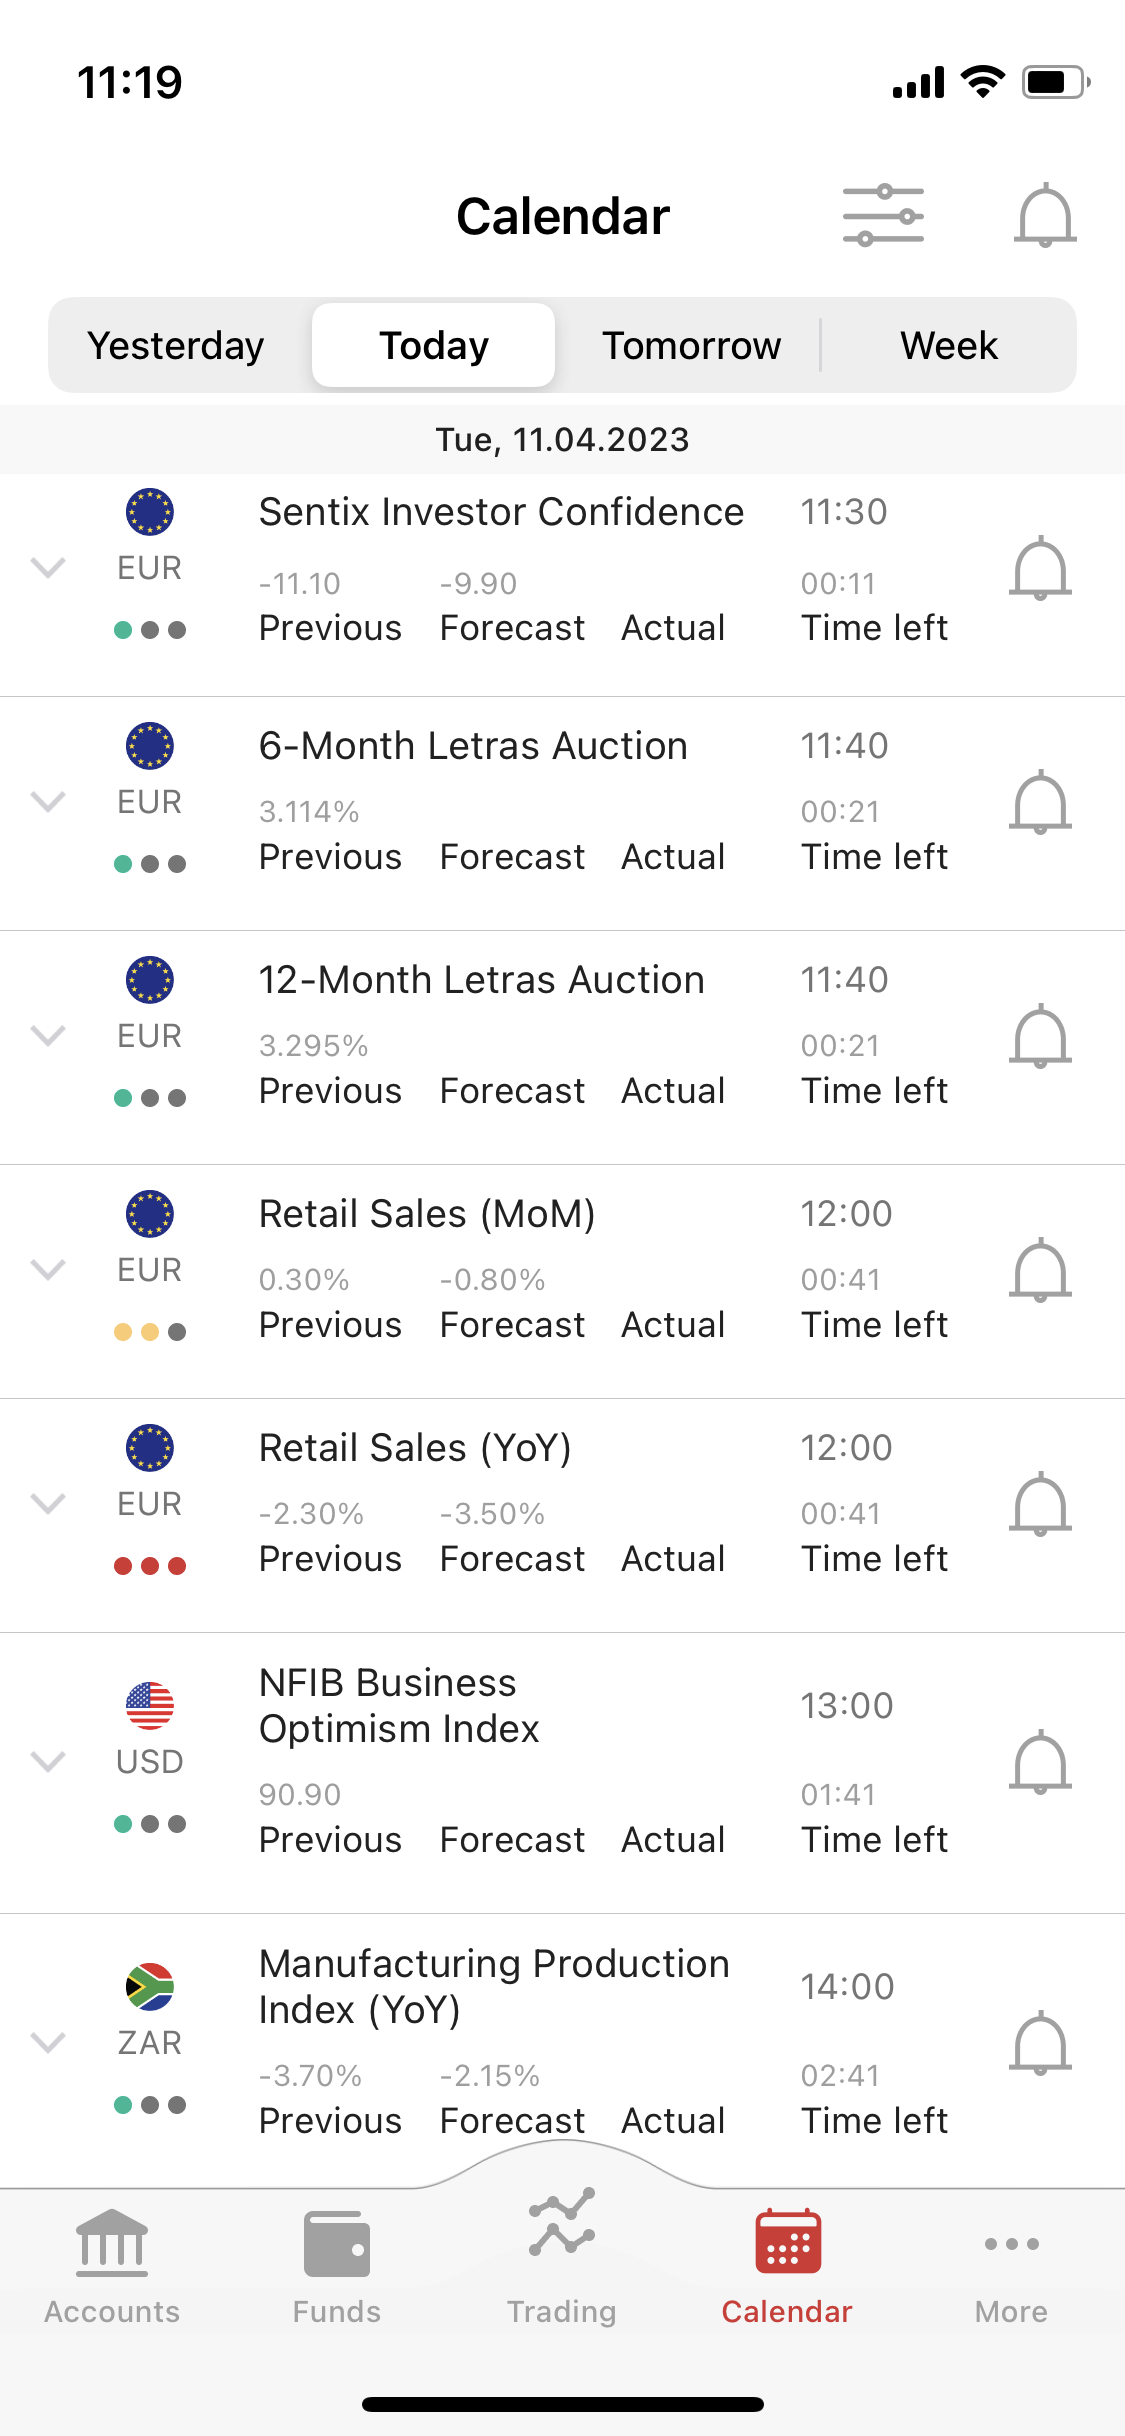 11:19
Calendar
Yesterday Today Tomorrow Week
Tue, 11.04.2023
Sentix Investor Confidence 11:30
EUR
-11.10 -9.90 00:11
Previous Forecast Actual Time left
6-Month Letras Auction 11:40
EUR
3.114% 00:21
Previous Forecast Actual Time left
12-Month Letras Auction 11:40
EUR
3.295% 00:21
Previous Forecast Actual Time left
Retail Sales (MoM) 12:00
EUR
0.30% -0.80% 00:41
Previous Forecast Actual Time left
Retail Sales (YoY) 12:00
EUR
-2.30% -3.50% 00:41
Previous Forecast Actual Time left
NFIB Business
Optimism Index
13:00
USD
90.90 01:41
Previous Forecast Actual Time left
Manufacturing Production
Index (YoY)
14:00
ZAR
-3.70% -2.15% 02:41
Previous Forecast Actual Time left
Accounts Funds Trading Calendar More